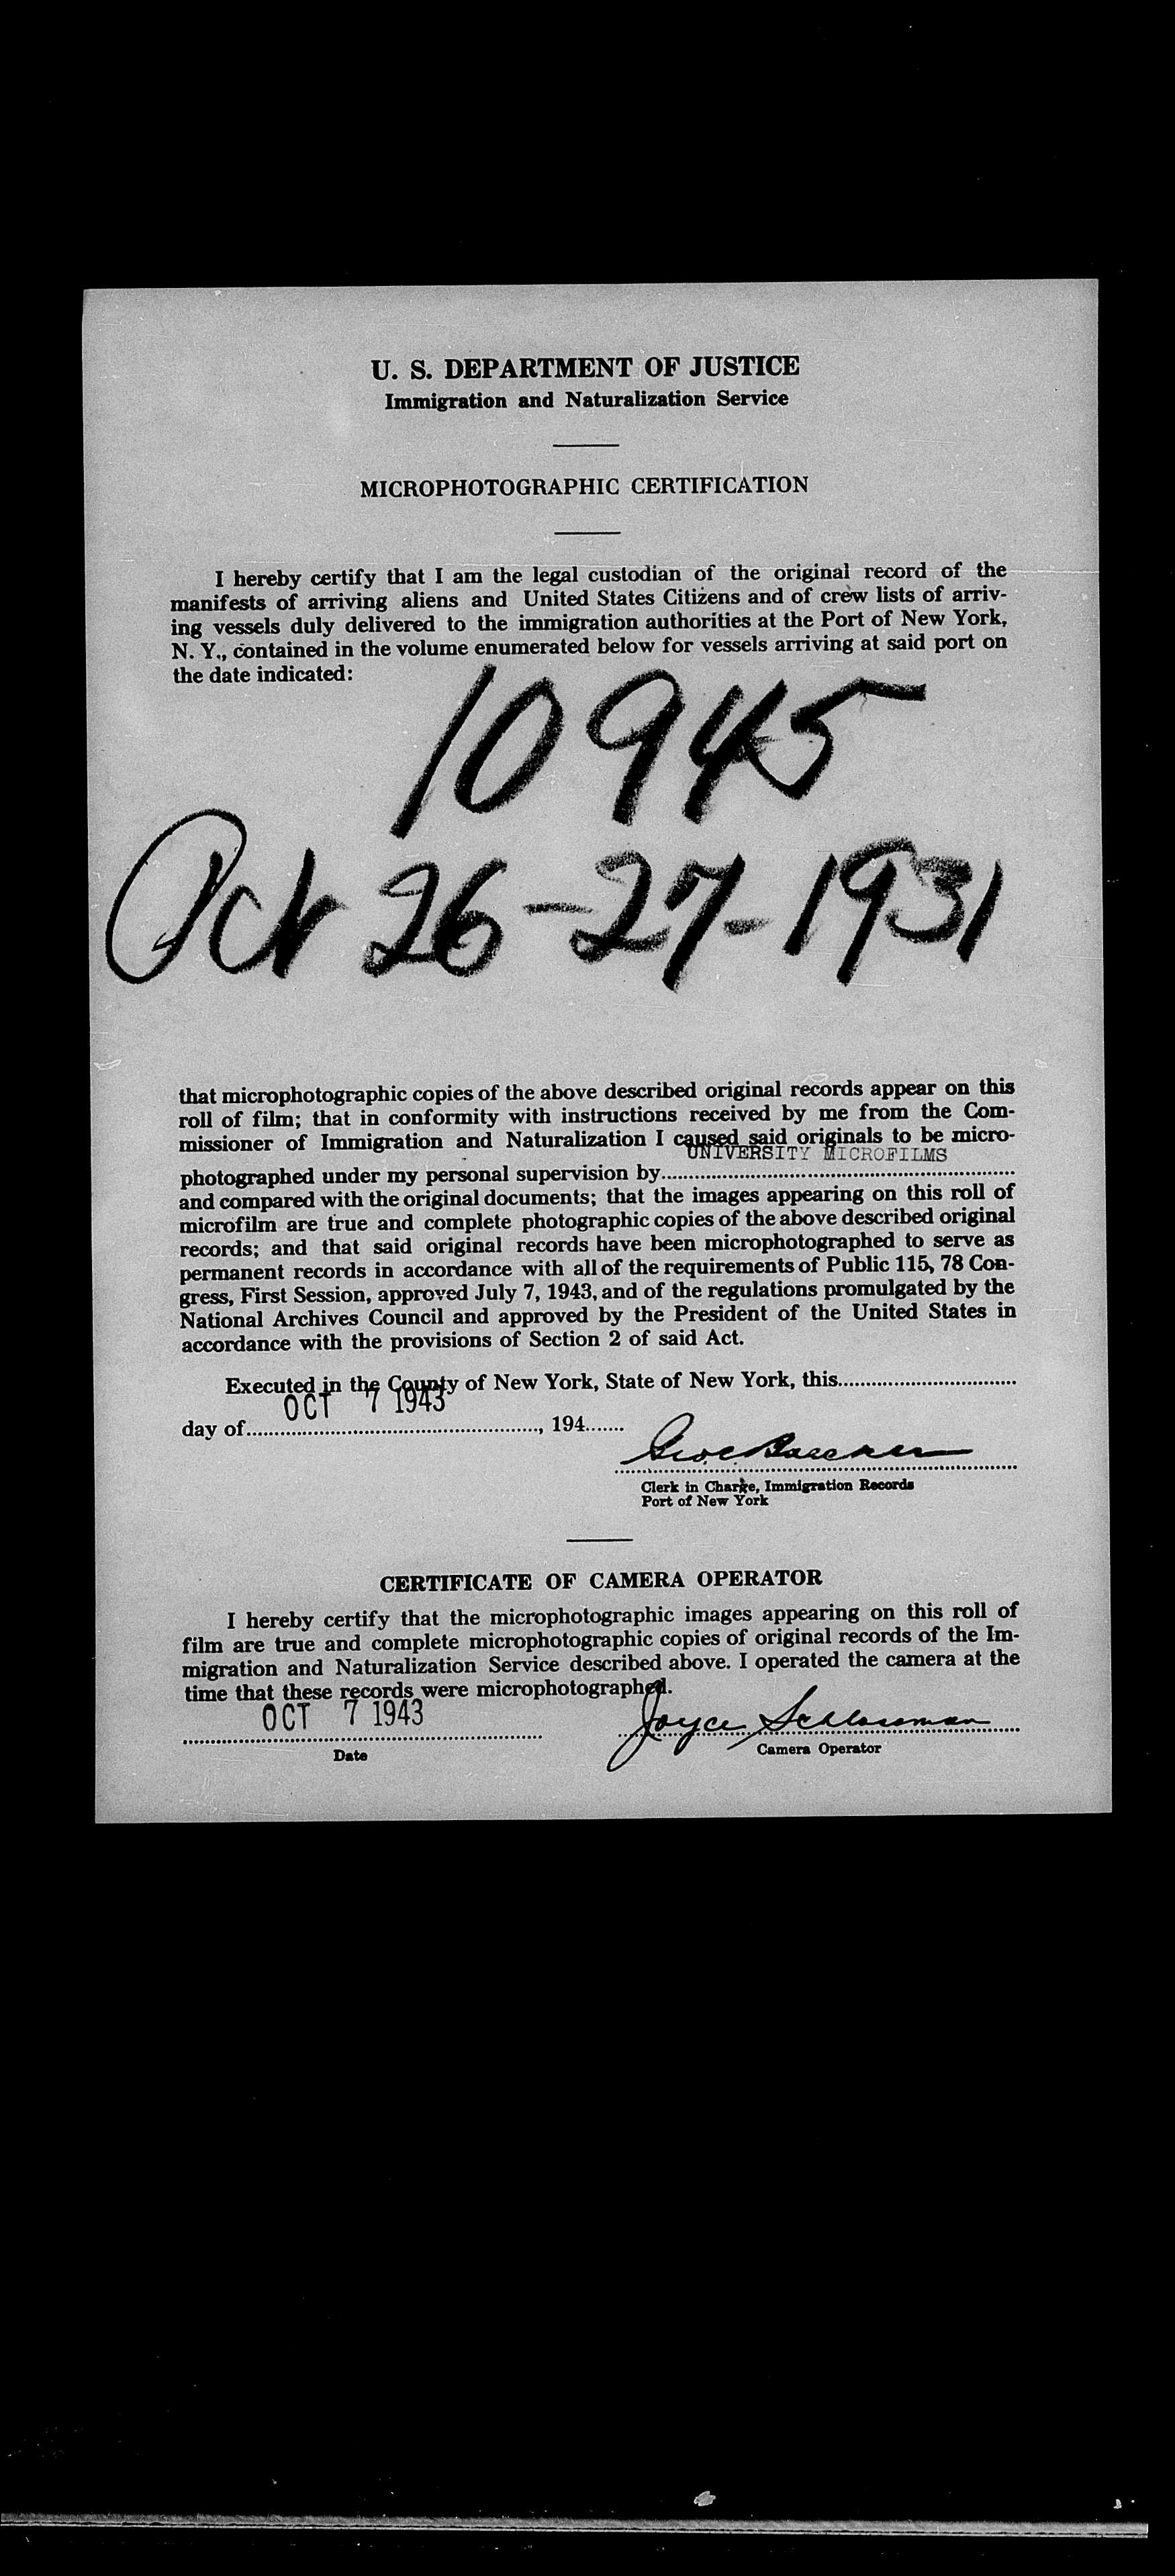 U. S. DEPARTMENT OF JUSTICE
Immigration and Naturalization Service
MICROPHOTOGRAPHIC CERTIFICATION
I hereby certify that I am the legal custodian of the original record of the
manifests of arriving aliens and United States Citizens and of crew lists of arriv-
ing vessels duly delivered to the immigration authorities at the Port of New York,
N. Y., contained in the volume enumerated below for vessels arriving at said port on
the date indicated:
10945
Oct 26-27-1931
that microphotographic copies of the above described original records appear on this
roll of film; that in conformity with instructions received by me from the Com-
missioner of Immigration and Naturalization I caused said originals to be micro-
UNIVERSITY MICROFILMS
photographed under my personal supervision by
and compared with the original documents; that the images appearing on this roll of
microfilm are true and complete photographic copies of the above described original
records; and that said original records have been microphotographed to serve as
permanent records in accordance with all of the requirements of Public 115, 78 Con-
gress, First Session, approved July 7, 1943, and of the regulations promulgated by the
National Archives Council and approved by the President of the United States in
accordance with the provisions of Section 2 of said Act.
Executed in the County of New York, State of New York, this
OCT 7 1943
day of, 194
Clerk in Charge, Immigration Records
Port of New York
CERTIFICATE OF CAMERA OPERATOR
I hereby certify that the microphotographic images appearing on this roll of
film are true and complete microphotographic copies of original records of the Im-
migration and Naturalization Service described above. I operated the camera at the
time that these records were microphotographed.
OCT 7 1943 Joyce Schlossman
Date Camera Operator